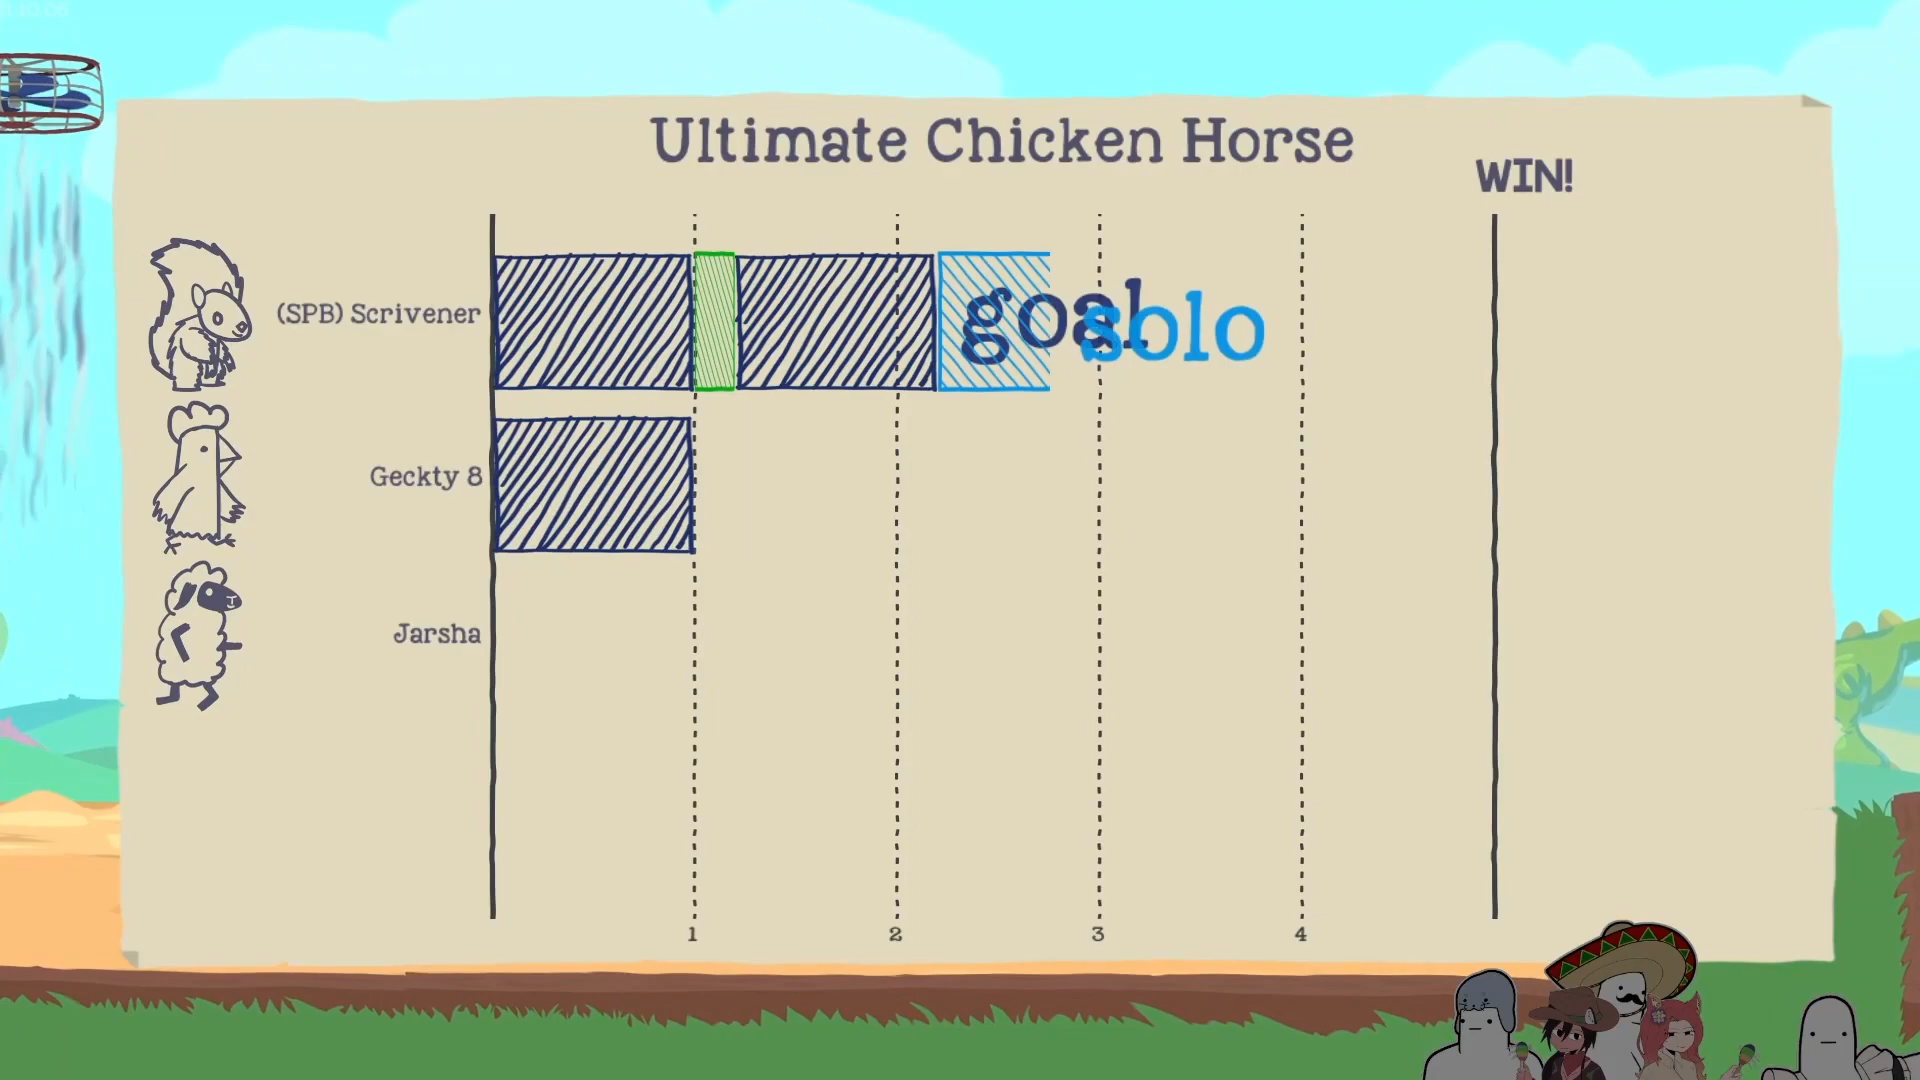 Ultimate Chicken Horse
WIN!
(SPB) Scrivener
goal
solo
Geckty 8
Jarsha
1 2 3 4